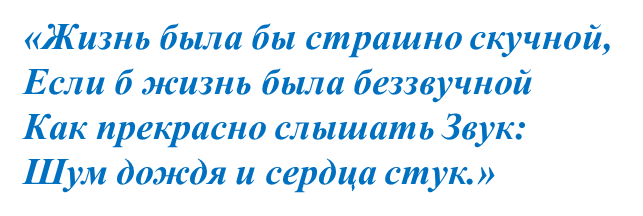 «Жизнь была бы страшно скучной,
Если б жизнь была беззвучной
Как прекрасно слышать Звук:
Шум дождя и сердца стук.»